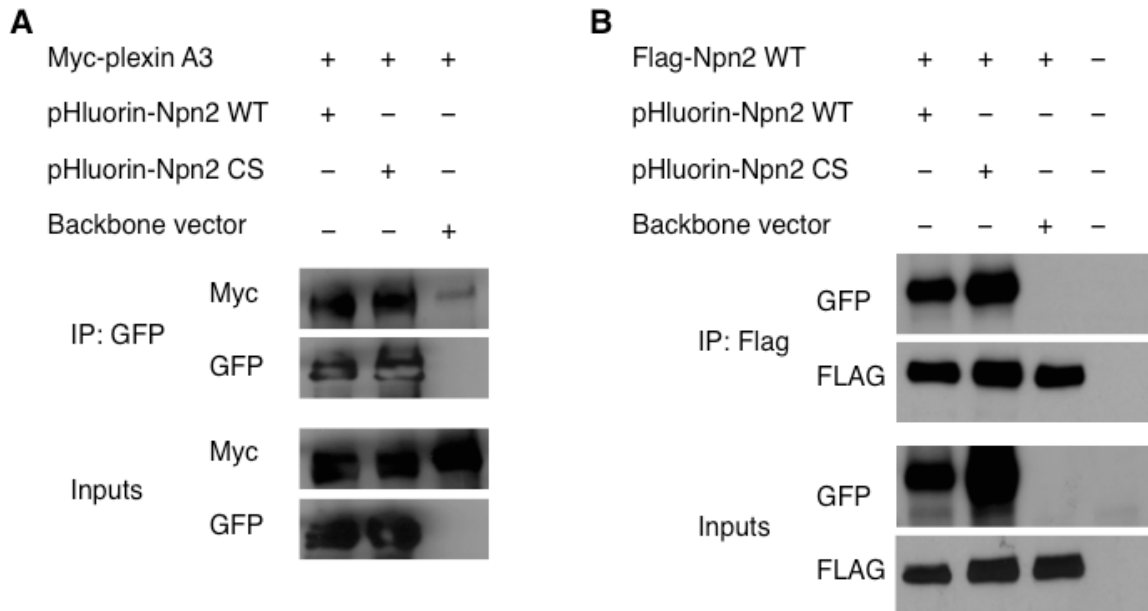 A
Myc-plexin A3 + + +
pHluorin-Npn2 WT + – –
pHluorin-Npn2 CS – + –
Backbone vector – – +
IP: GFP
Myc
GFP
Inputs
Myc
GFP
B
Flag-Npn2 WT + + + –
pHluorin-Npn2 WT + – – –
pHluorin-Npn2 CS – + – –
Backbone vector – – + –
IP: Flag
GFP
FLAG
Inputs
GFP
FLAG